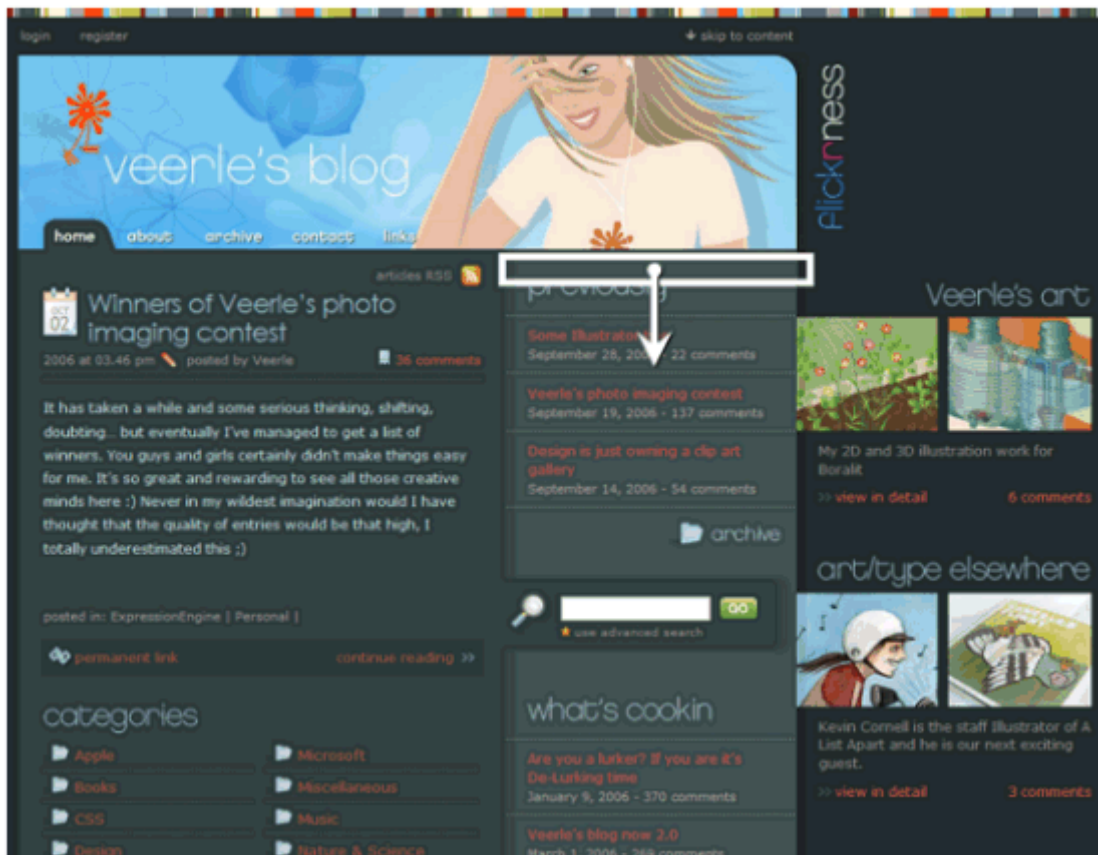 login register
skip to content
flickrness
veerle's blog
home about archive contact links
articles RSS
OCT
02
Winners of Veerle's photo
imaging contest
2006 at 03.46 pm posted by Veerle
36 comments
It has taken a while and some serious thinking, shifting,
doubting... but eventually I've managed to get a list of
winners. You guys and girls certainly didn't make things easy
for me. It's so great and rewarding to see all those creative
minds here :) Never in my wildest imagination would I have
thought that the quality of entries would be that high, I
totally underestimated this ;)
posted in: ExpressionEngine | Personal |
permanent link
continue reading >>
categories
Apple
Microsoft
Books
Miscellaneous
CSS
Music
Design
Nature & Science
previously
Some Illustrator
September 28, 2006 - 22 comments
Veerle's photo imaging contest
September 19, 2006 - 137 comments
Design is just owning a clip art
gallery
September 14, 2006 - 54 comments
archive
GO
use advanced search
what's cookin
Are you a lurker? If you are it's
De-Lurking time
January 9, 2006 - 370 comments
Veerle's blog now 2.0
March 1, 2006 - 269 comments
Veerle's art
My 2D and 3D illustration work for
Boralit
>> view in detail
6 comments
art/type elsewhere
Kevin Cornell is the staff Illustrator of A
List Apart and he is our next exciting
guest.
>> view in detail
3 comments